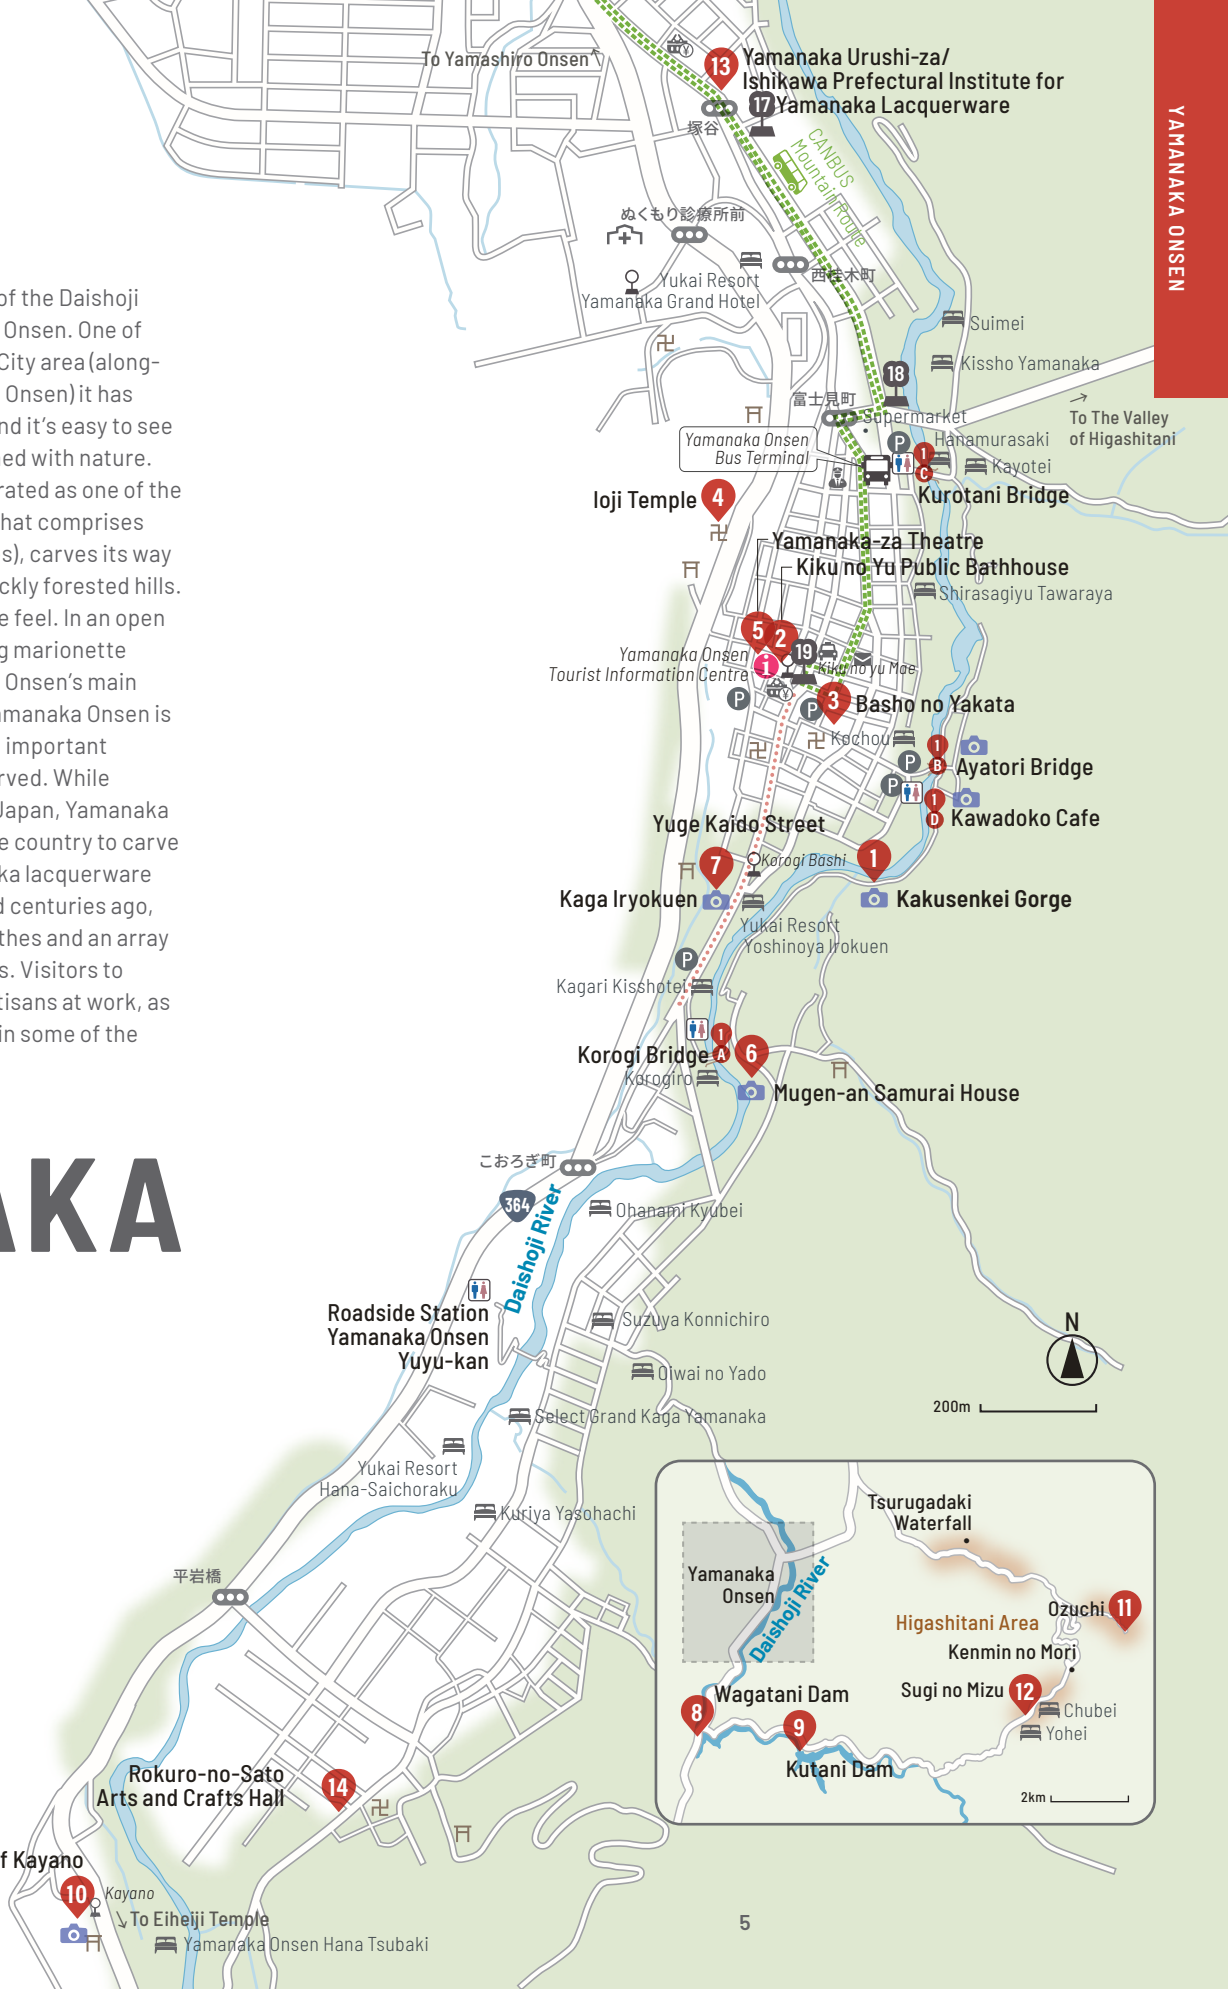 YAMANAKA ONSEN
To Yamashiro Onsen
13
Yamanaka Urushi-za/
Ishikawa Prefectural Institute for
Yamanaka Lacquerware
17
塚谷
CANBUS
Mountain Route
ぬくもり診療所前
西桂木町
Yukai Resort
Yamanaka Grand Hotel
of the Daishoji
Onsen. One of
City area (along-
Onsen) it has
nd it's easy to see
ned with nature.
rated as one of the
hat comprises
s), carves its way
ckly forested hills.
e feel. In an open
g marionette
Onsen's main
amanaka Onsen is
important
rved. While
Japan, Yamanaka
e country to carve
ka lacquerware
d centuries ago,
thes and an array
s. Visitors to
tisans at work, as
in some of the
AKA
Suimei
Kissho Yamanaka
18
富士見町
Supermarket
To The Valley
of Higashitani
Yamanaka Onsen
Bus Terminal
P
Hanamurasaki
1
C
Kayotei
Kurotani Bridge
Ioji Temple
4
Yamanaka-za Theatre
Kiku no Yu Public Bathhouse
Shirasagiyu Tawaraya
5
2
19
i
Kiku no yu Mae
Yamanaka Onsen
Tourist Information Centre
P
P
3
Basho no Yakata
Kochou
1
B
P
Ayatori Bridge
P
1
D
Kawadoko Cafe
Yuge Kaido Street
7
Korogi Bashi
1
Kaga Iryokuen
Kakusenkei Gorge
Yukai Resort
Yoshinoya Irokuen
P
Kagari Kisshotei
1
A
Korogi Bridge
6
Korogiro
Mugen-an Samurai House
こおろぎ町
364
Daishoji River
Ohanami Kyubei
Roadside Station
Yamanaka Onsen
Yuyu-kan
Suzuya Konnichiro
Oiwai no Yado
Select Grand Kaga Yamanaka
N
200m
Yukai Resort
Hana-Saichoraku
Kuriya Yasohachi
平岩橋
Tsurugadaki
Waterfall
Yamanaka
Onsen
Daishoji River
Higashitani Area
Ozuchi
11
Kenmin no Mori
Sugi no Mizu
12
Chubei
Yohei
8
Wagatani Dam
9
Kutani Dam
2km
Rokuro-no-Sato
Arts and Crafts Hall
14
f Kayano
10
Kayano
To Eiheiji Temple
Yamanaka Onsen Hana Tsubaki
5